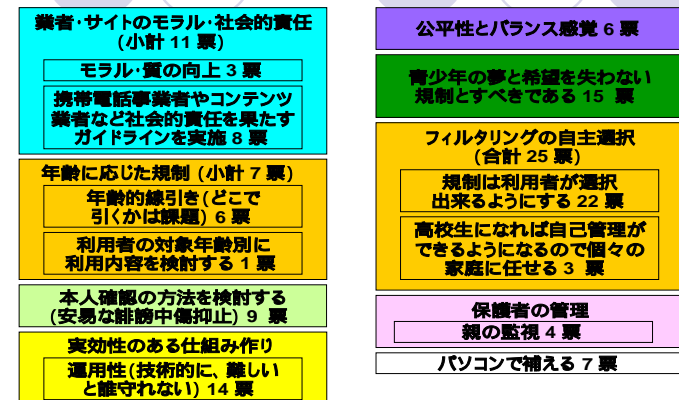 業者・サイトのモラル・社会的責任
(小計 11 票)
モラル・質の向上 3 票
携帯電話事業者やコンテンツ
業者など社会的責任を果たす
ガイドラインを実施 8 票
年齢に応じた規制 (小計 7 票)
年齢的線引き(どこで
引くかは課題) 6 票
利用者の対象年齢別に
利用内容を検討する 1 票
本人確認の方法を検討する
(安易な誹謗中傷抑止) 9 票
実効性のある仕組み作り
運用性(技術的に、難しい
と誰守れない) 14 票
公平性とバランス感覚 6 票
青少年の夢と希望を失わない
規制とすべきである 15 票
フィルタリングの自主選択
(合計 25 票)
規制は利用者が選択
出来るようにする 22 票
高校生になれば自己管理が
できるようになるので個々の
家庭に任せる 3 票
保護者の管理
親の監視 4 票
パソコンで補える 7 票